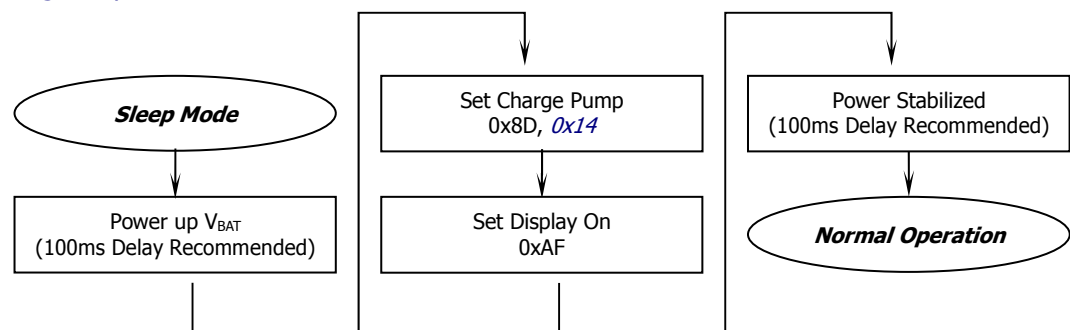 Sleep Mode
Power up VBAT
(100ms Delay Recommended)
Set Charge Pump
0x8D, 0x14
Set Display On
0xAF
Power Stabilized
(100ms Delay Recommended)
Normal Operation